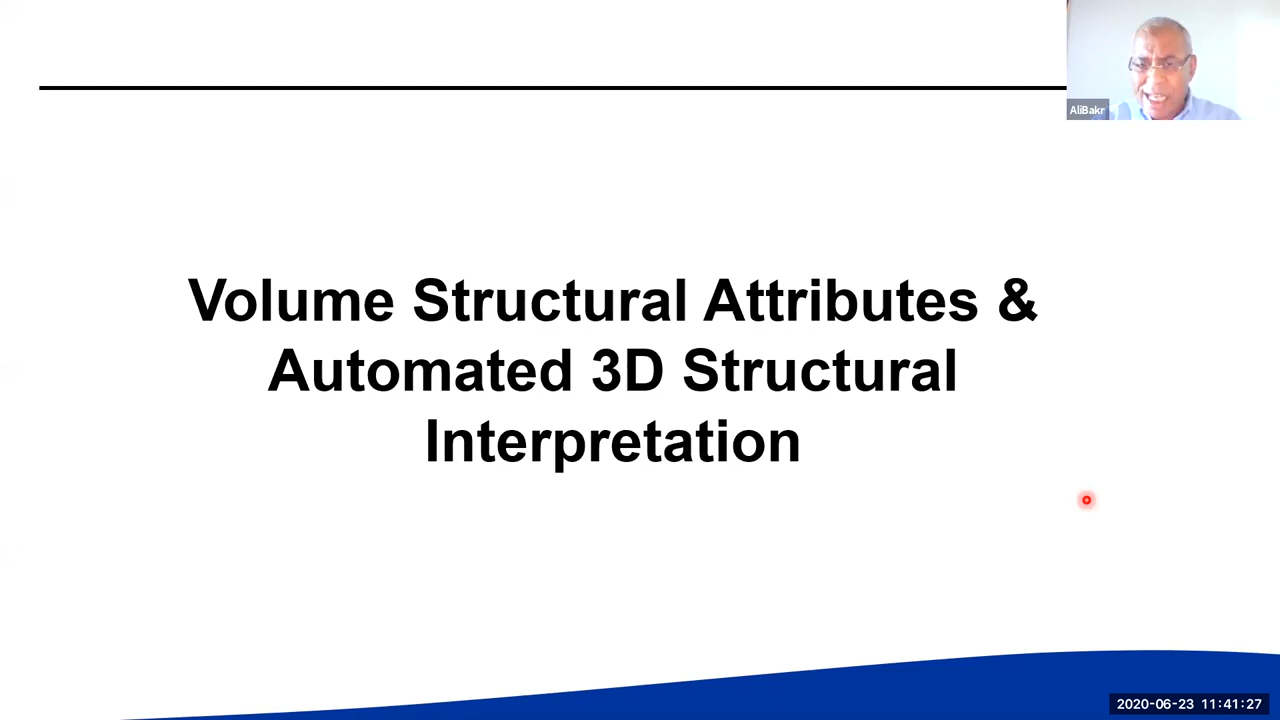 AliBakr
Volume Structural Attributes &
Automated 3D Structural
Interpretation
2020-06-23 11:41:27